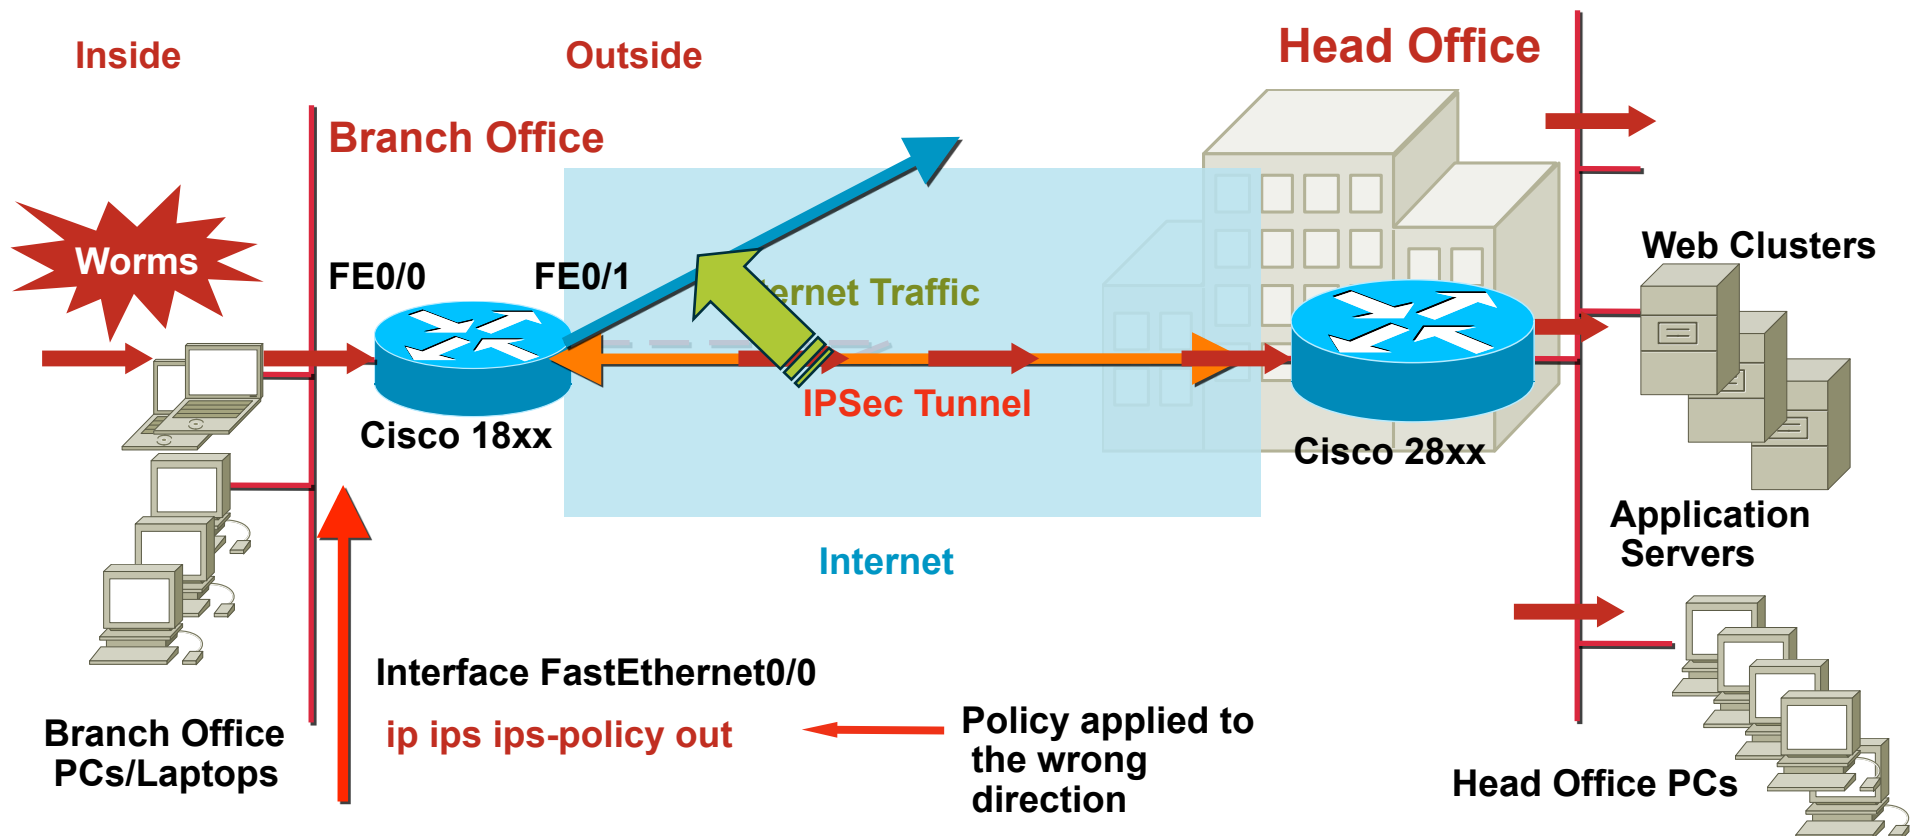 Inside
Outside
Head Office
Branch Office
Worms
FE0/0
FE0/1
Web Clusters
ernet Traffic
IPSec Tunnel
Cisco 18xx
Cisco 28xx
Application
Servers
Internet
Interface FastEthernet0/0
ip ips ips-policy out
Policy applied to
the wrong
direction
Branch Office
PCs/Laptops
Head Office PCs